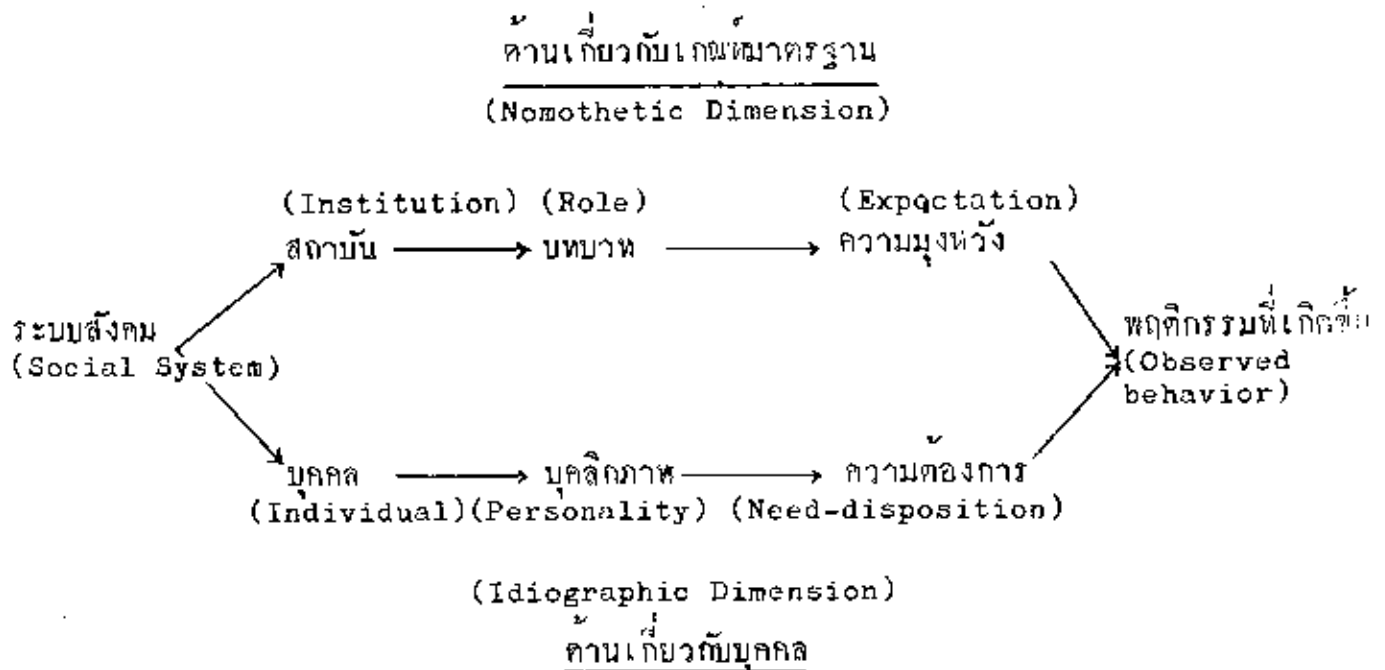 ด้านเกี่ยวกับเกณฑ์มาตรฐาน
(Nomothetic Dimension)
(Institution) (Role) (Expectation)
สถาบัน บทบาท ความมุ่งหวัง
ระบบสังคม พฤติกรรมที่เกิดขึ้น
(Social System) (Observed
behavior)
บุคคล บุคลิกภาพ ความต้องการ
(Individual) (Personality) (Need-disposition)
(Idiographic Dimension)
ด้านเกี่ยวกับบุคคล